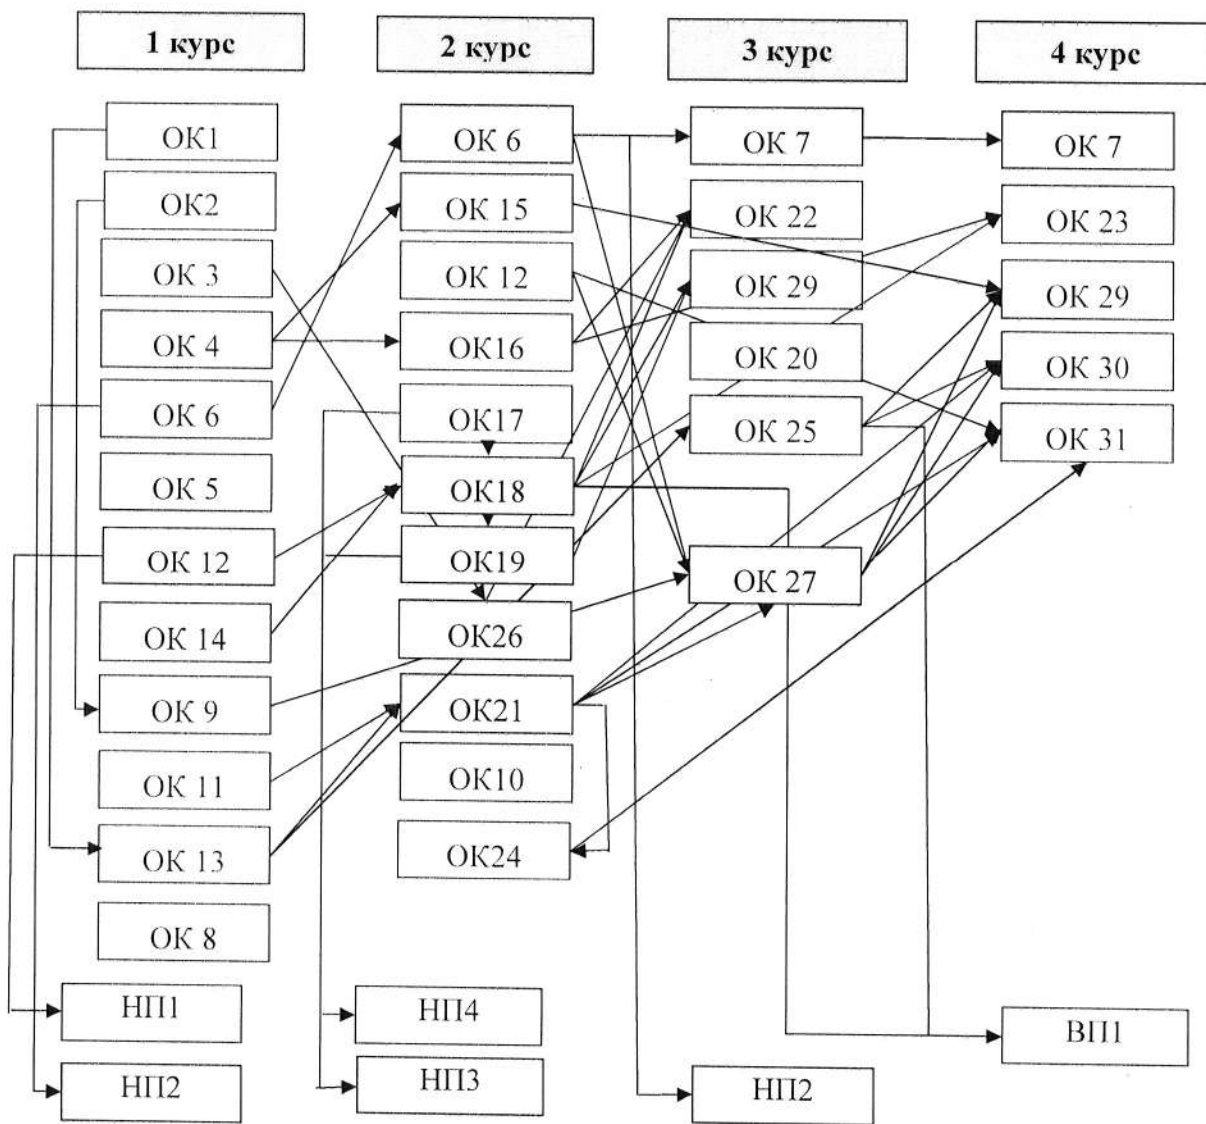 1 курс
2 курс
3 курс
4 курс
ОК1
ОК2
ОК 3
ОК 4
ОК 6
ОК 5
ОК 12
ОК 14
ОК 9
ОК 11
ОК 13
ОК 8
НП1
НП2
ОК 6
ОК 15
ОК 12
ОК16
ОК17
ОК18
ОК19
ОК26
ОК21
ОК10
ОК24
НП4
НП3
ОК 7
ОК 22
ОК 29
ОК 20
ОК 25
ОК 27
НП2
ОК 7
ОК 23
ОК 29
ОК 30
ОК 31
ВП1